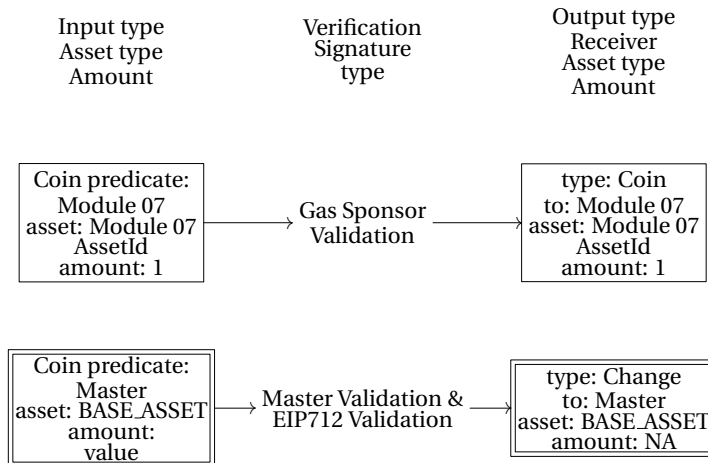 Input type
Asset type
Amount
Verification
Signature
type
Output type
Receiver
Asset type
Amount
Coin predicate:
Module 07
asset: Module 07
AssetId
amount: 1
Gas Sponsor
Validation
type: Coin
to: Module 07
asset: Module 07
AssetId
amount: 1
Coin predicate:
Master
asset: BASE_ASSET
amount:
value
Master Validation &
EIP712 Validation
type: Change
to: Master
asset: BASE_ASSET
amount: NA